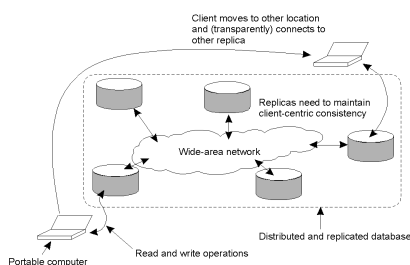 Client moves to other location
and (transparently) connects to
other replica
Replicas need to maintain
client-centric consistency
Wide-area network
Distributed and replicated database
Read and write operations
Portable computer